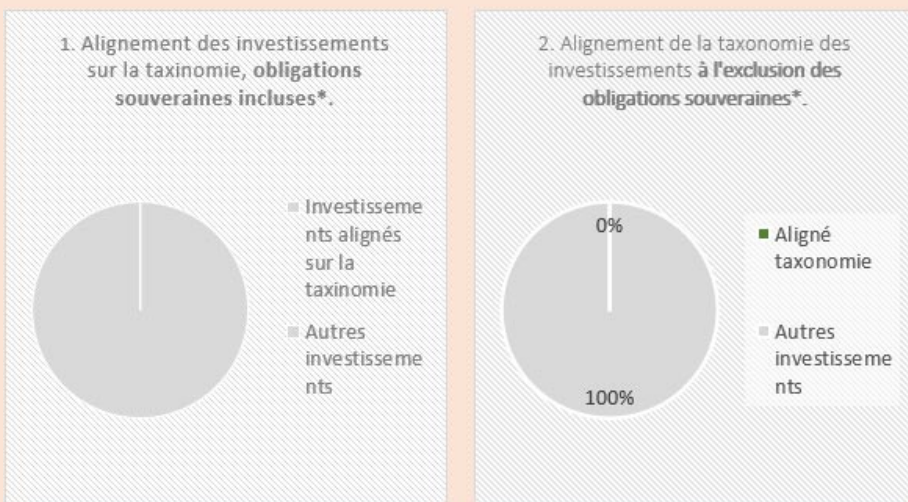 1. Alignement des investissements
sur la taxinomie, obligations
souveraines incluses*.
Investisseme
nts alignés
sur la
taxinomie
Autres
investisseme
nts
2. Alignement de la taxonomie des
investissements à l'exclusion des
obligations souveraines*.
0%
100%
Aligné
taxonomie
Autres
investisseme
nts